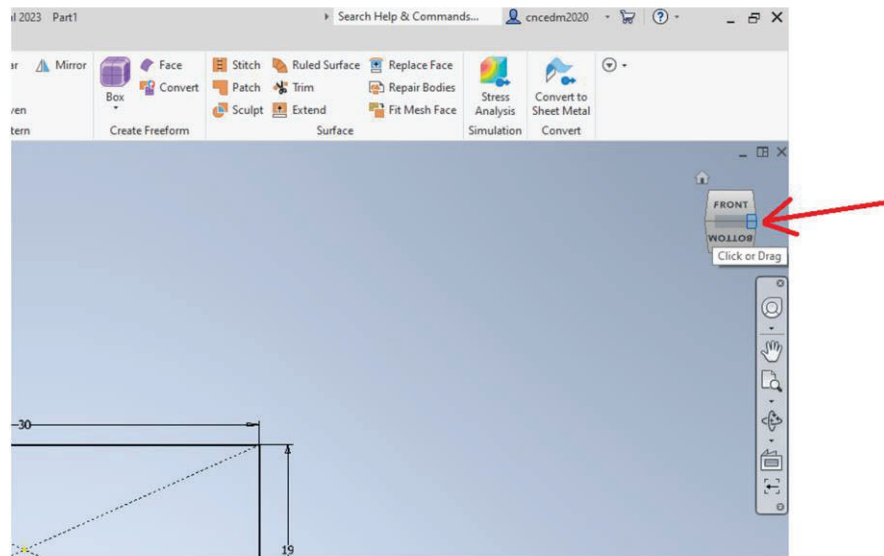 l 2023 Part1
Search Help & Commands... cncedm2020
ar Mirror
Face
Stitch Ruled Surface Replace Face
Box
Convert
Patch Trim Repair Bodies
Stress Analysis
Convert to Sheet Metal
ven
Sculpt Extend Fit Mesh Face
tern Create Freeform Surface Simulation Convert
FRONT
BOTTOM
Click or Drag
30
19